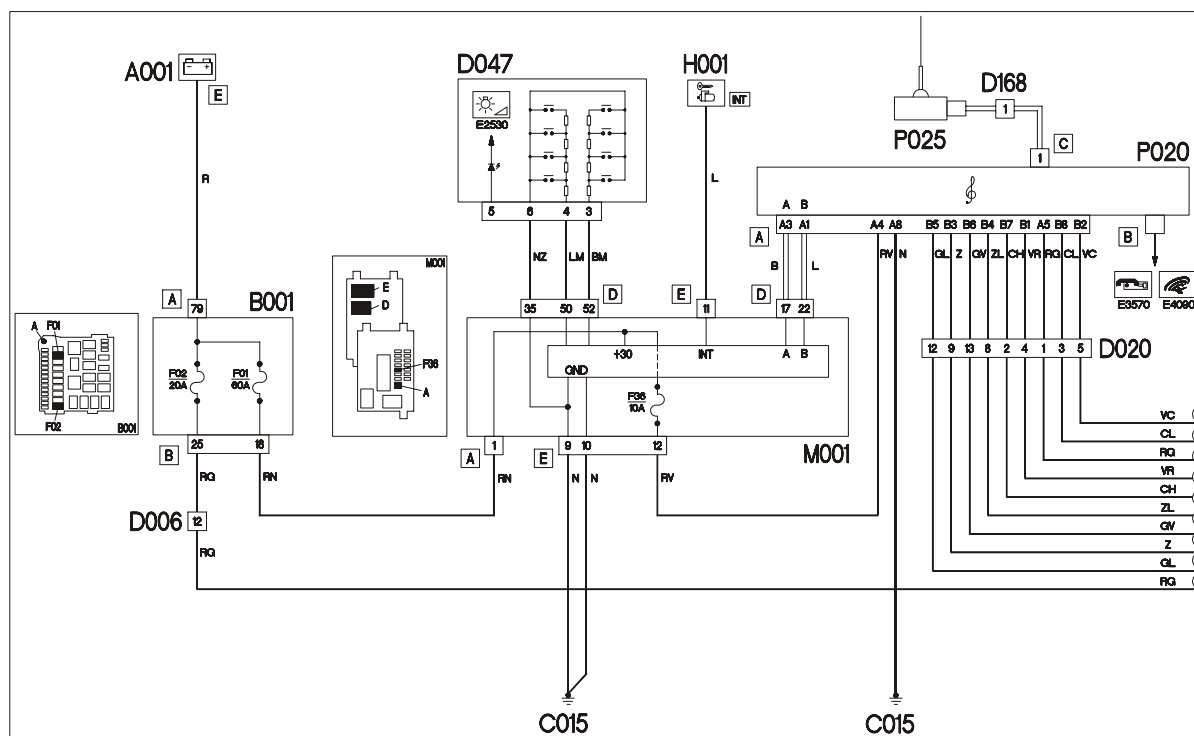 A001
E
R
D047
E2530
5 6 4 3
NZ LM BM
H001
INT
L
D168
1
P025
C
1
P020
A B
A
A3 A1 A4 A8 B5 B3 B6 B4 B7 B1 A5 B8 B2
B
B L RV N GL Z GV ZL CH VR RG CL VC
E3570 E4090
A
79
B001
A F01
F02
B001
F02
20A
F01
60A
B
25 18
RG RN
D006
12
RG
M001
E
D
F36
A
35 50 52
D
E
11
D
17 22
+30 INT A B
GND
F36
10A
A
1
E
9 10 12
M001
RN N N RV
12 9 13 8 2 4 1 3 5
D020
VC
CL
RG
VR
CH
ZL
GV
Z
GL
RG
C015
C015